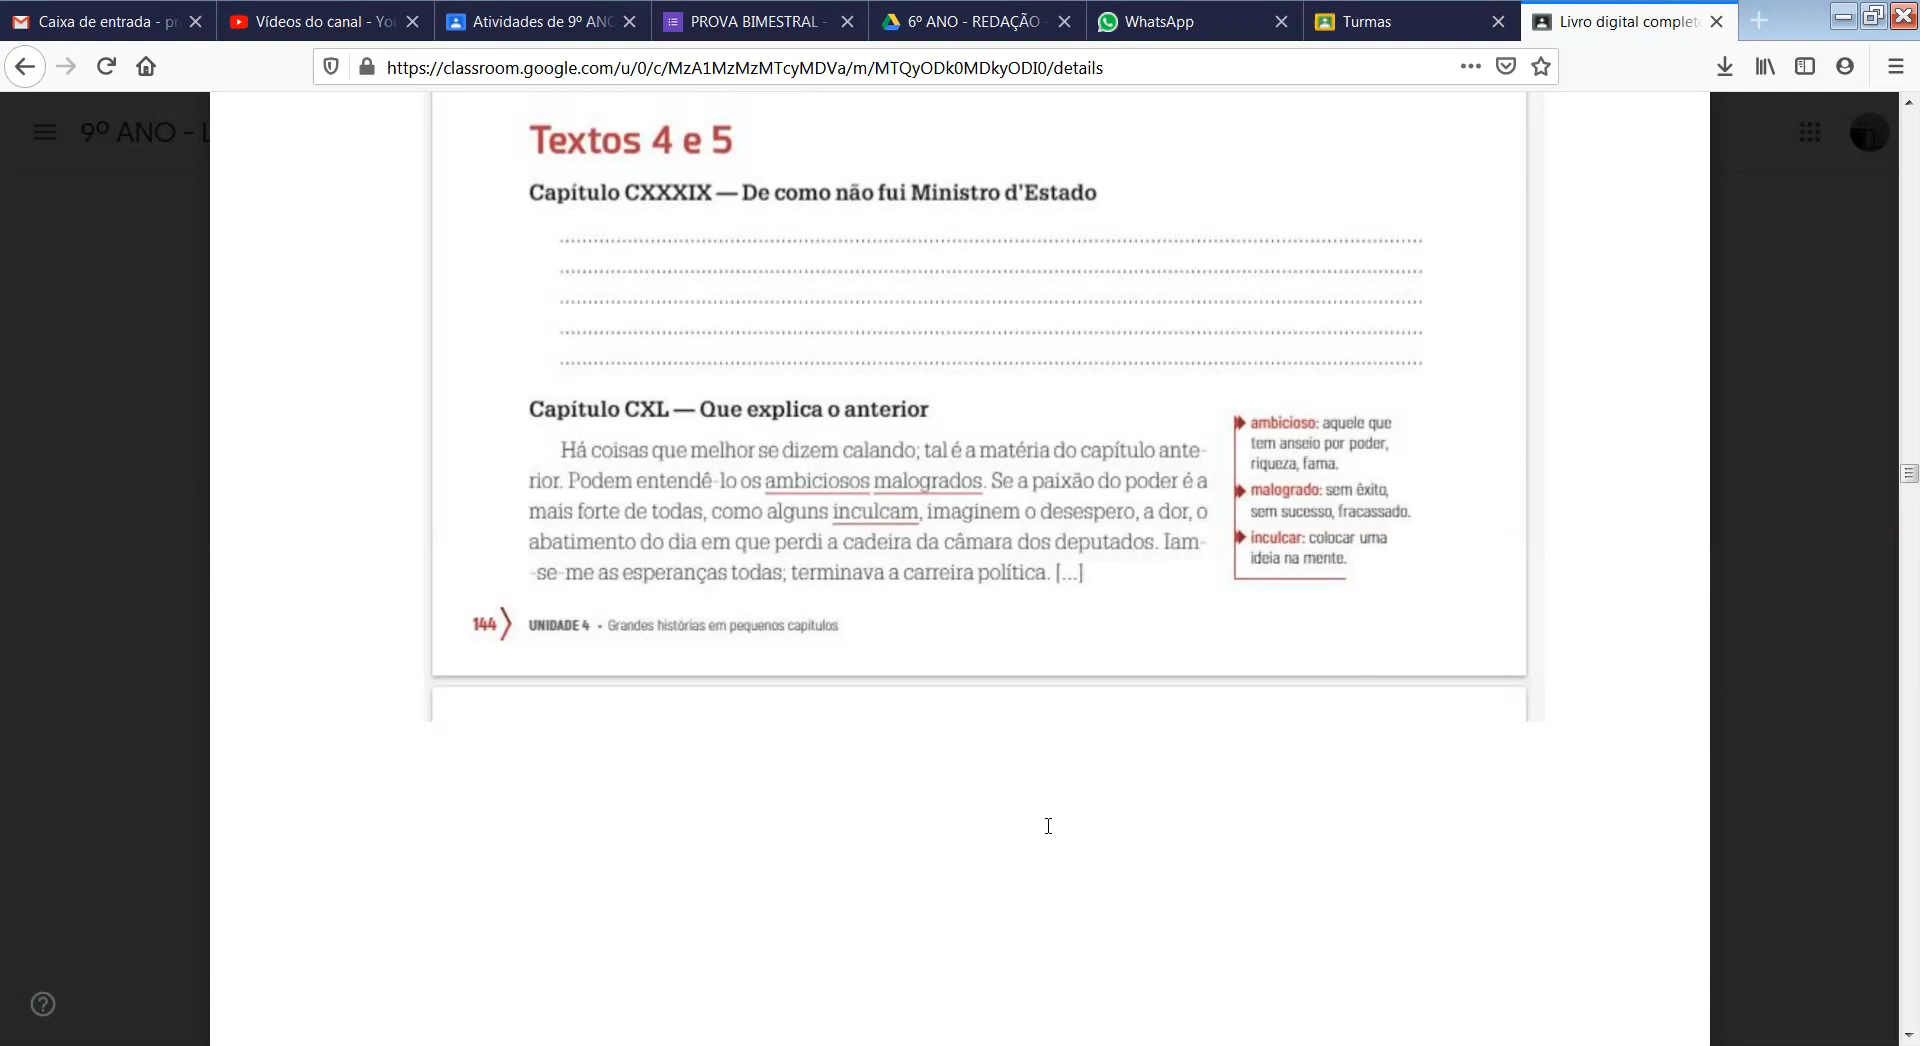 Caixa de entrada - pr
Vídeos do canal - You
Atividades de 9º ANO
PROVA BIMESTRAL -
6º ANO - REDAÇÃO -
WhatsApp
Turmas
Livro digital completo
https://classroom.google.com/u/0/c/MzA1MzMzMTcyMDVa/m/MTQyODk0MDkyODI0/details
9º ANO - L
Textos 4 e 5
Capítulo CXXXIX — De como não fui Ministro d'Estado
Capítulo CXL — Que explica o anterior
Há coisas que melhor se dizem calando; tal é a matéria do capítulo ante-
rior. Podem entendê-lo os ambiciosos malogrados. Se a paixão do poder é a
mais forte de todas, como alguns inculcam, imaginem o desespero, a dor, o
abatimento do dia em que perdi a cadeira da câmara dos deputados. Iam-
-se-me as esperanças todas; terminava a carreira política. [...]
ambicioso: aquele que
tem anseio por poder,
riqueza, fama.
malogrado: sem êxito,
sem sucesso, fracassado.
inculcar: colocar uma
ideia na mente.
144
UNIDADE 4 • Grandes histórias em pequenos capítulos